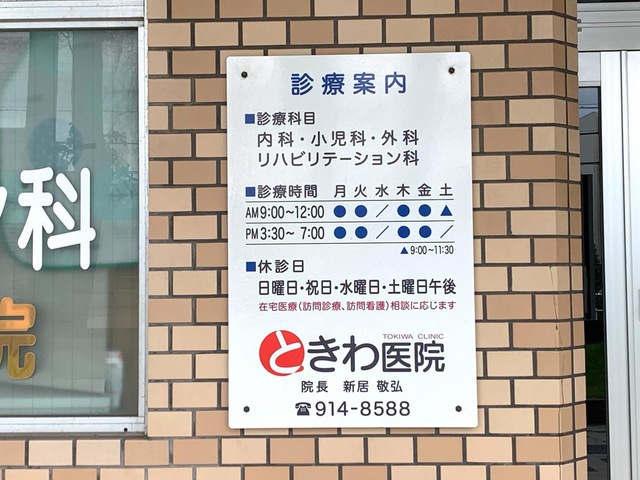 診療案内
■診療科目
内科・小児科・外科
リハビリテーション科
■診療時間 月 火 水 木 金 土
AM9:00~12:00 ● ● / ● ● ▲
PM3:30~ 7:00 ● ● / ● ● /
▲9:00~11:30
■休診日
日曜日・祝日・水曜日・土曜日午後
在宅医療(訪問診療、訪問看護)相談に応じます
TOKIWA CLINIC
ときわ医院
院長 新居 敬弘
☎914-8588
科
院